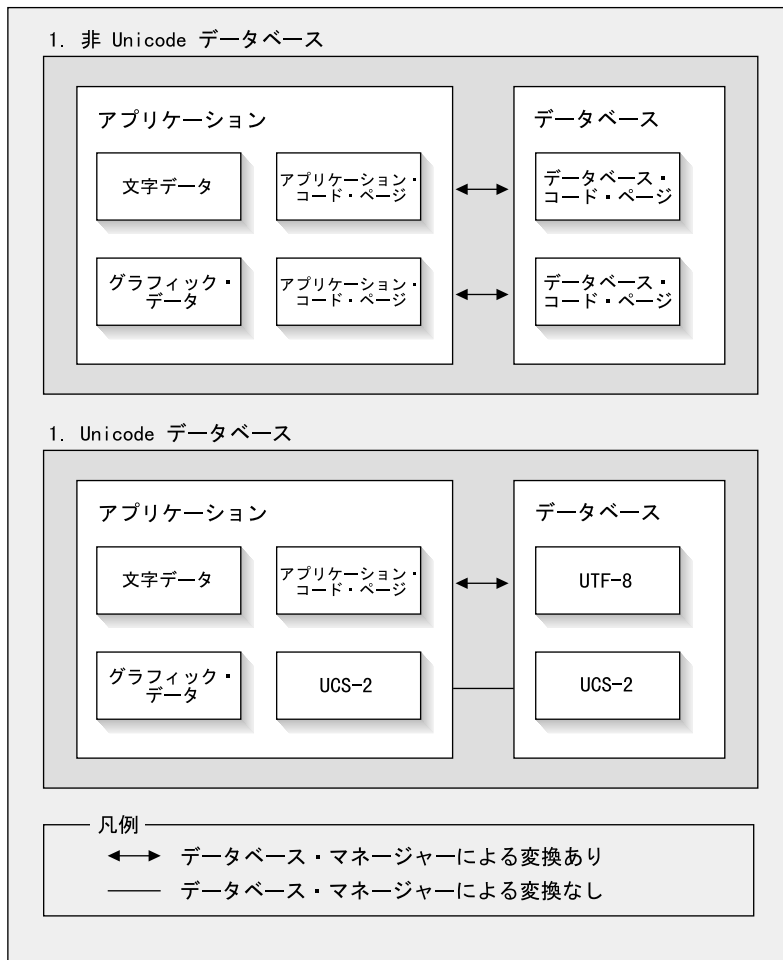 1. 非 Unicode データベース
アプリケーション
データベース
文字データ
アプリケーション・
コード・ページ
データベース・
コード・ページ
グラフィック・
データ
アプリケーション・
コード・ページ
データベース・
コード・ページ
1. Unicode データベース
アプリケーション
データベース
文字データ
アプリケーション・
コード・ページ
UTF-8
グラフィック・
データ
UCS-2
UCS-2
凡例
データベース・マネージャーによる変換あり
データベース・マネージャーによる変換なし